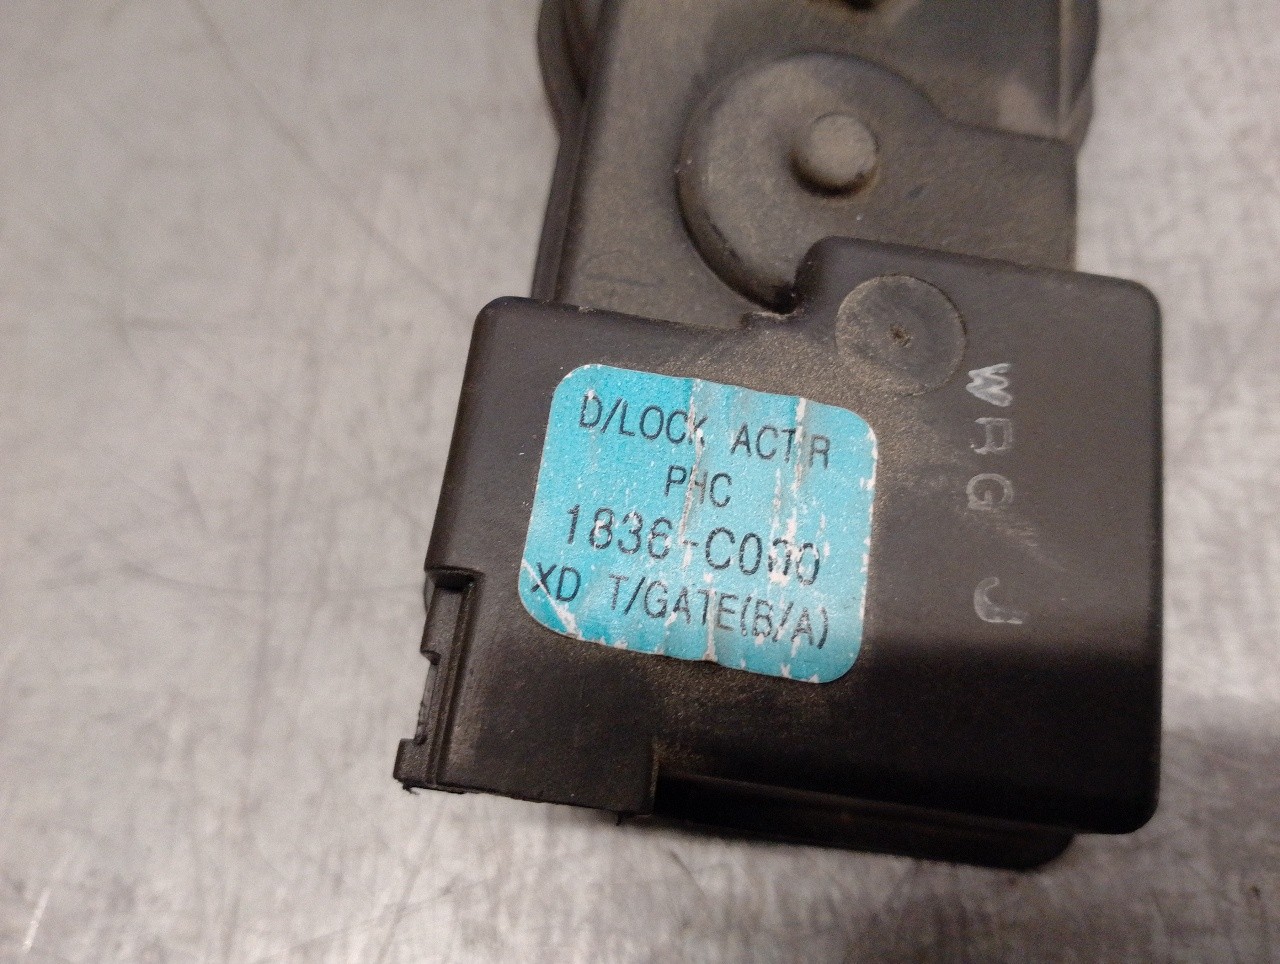 D/LOCK ACT'R
PHC
1836-C000
XD T/GATE(B/A)
WRG J